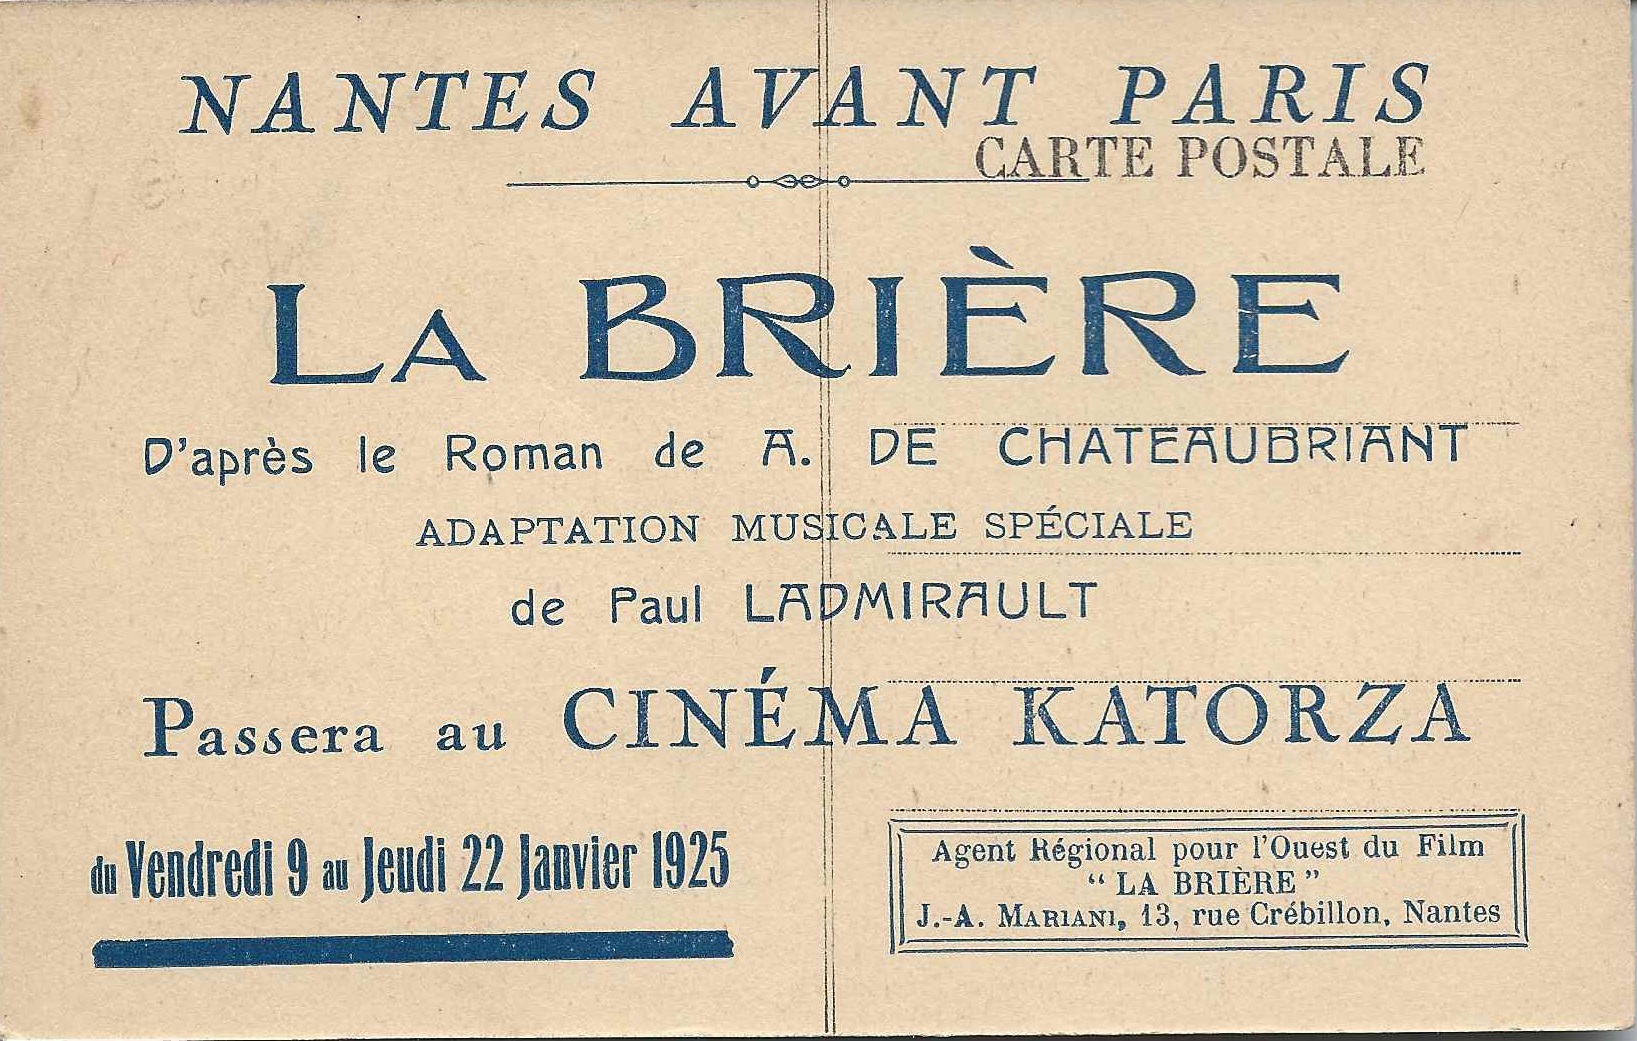 NANTES AVANT PARIS
CARTE POSTALE
LA BRIÈRE
D'après le Roman de A. DE CHATEAUBRIANT
ADAPTATION MUSICALE SPÉCIALE
de Paul LADMIRAULT
Passera au CINÉMA KATORZA
du Vendredi 9 au Jeudi 22 Janvier 1925
Agent Régional pour l'Ouest du Film
“ LA BRIÈRE ”
J.-A. MARIANI, 13, rue Crébillon, Nantes